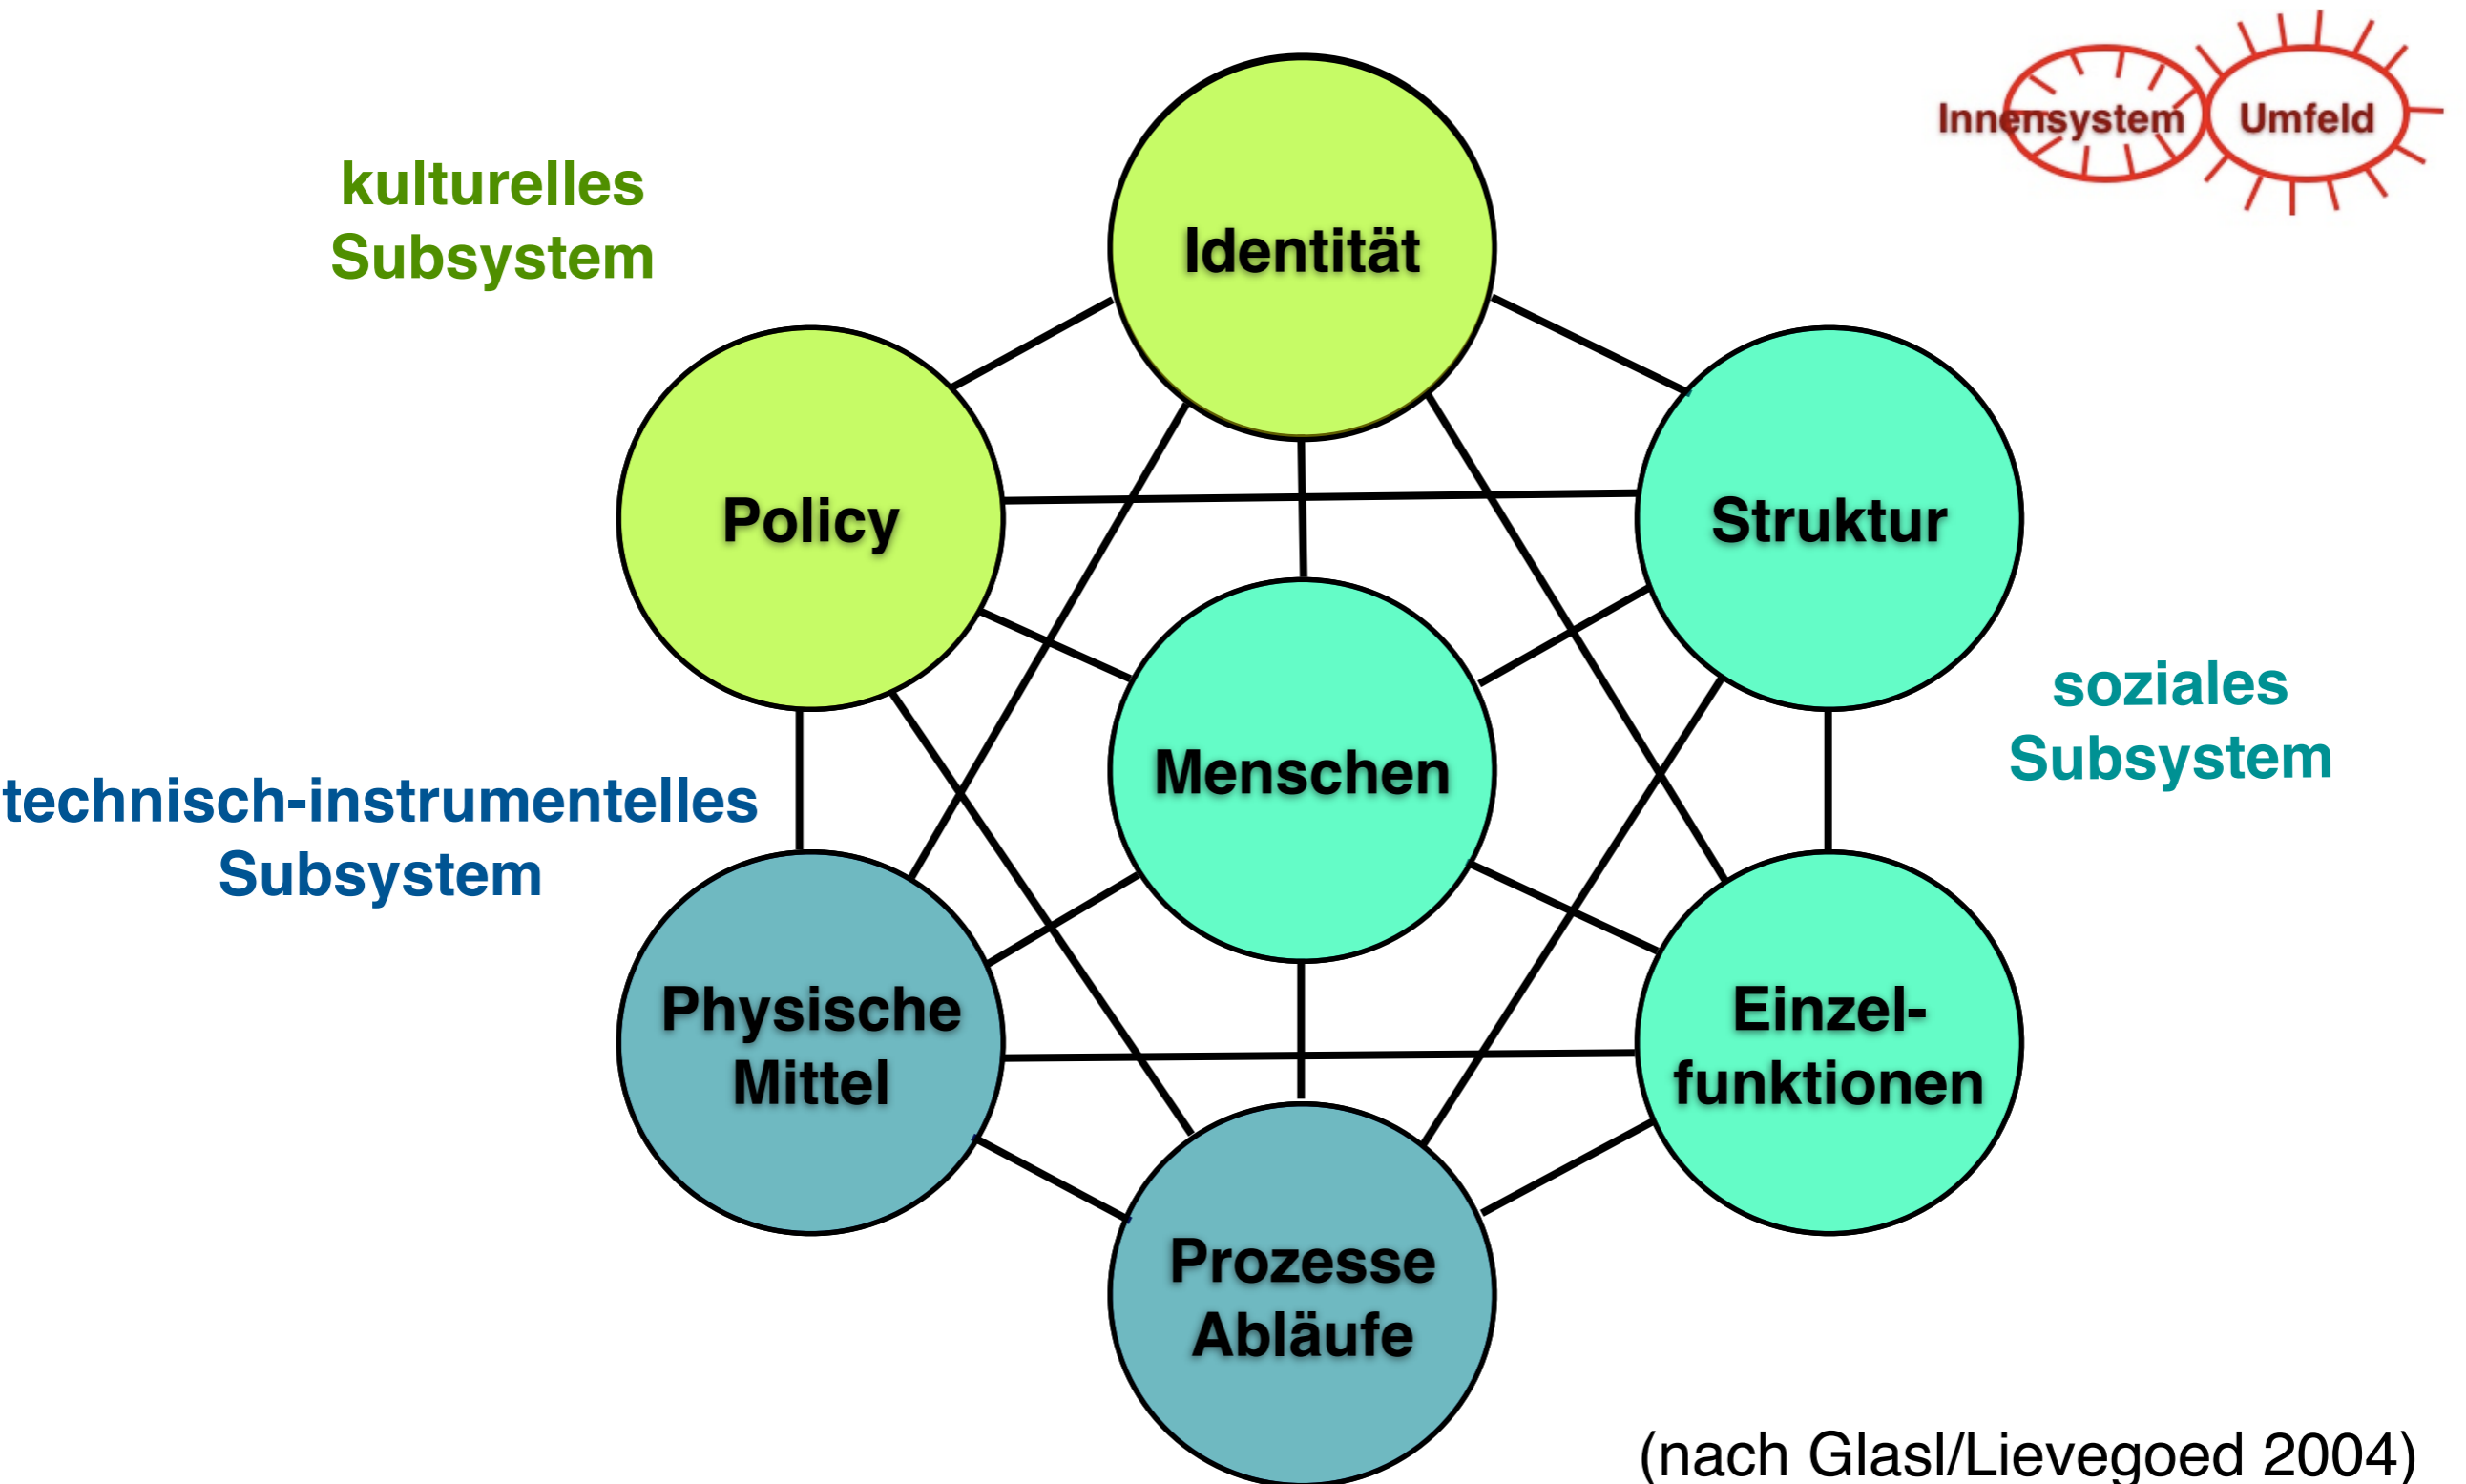 Innensystem
Umfeld
kulturelles
Subsystem
Identität
Policy
Struktur
soziales
Subsystem
technisch-instrumentelles
Subsystem
Menschen
Physische
Mittel
Einzel-
funktionen
Prozesse
Abläufe
(nach Glasl/Lievegoed 2004)